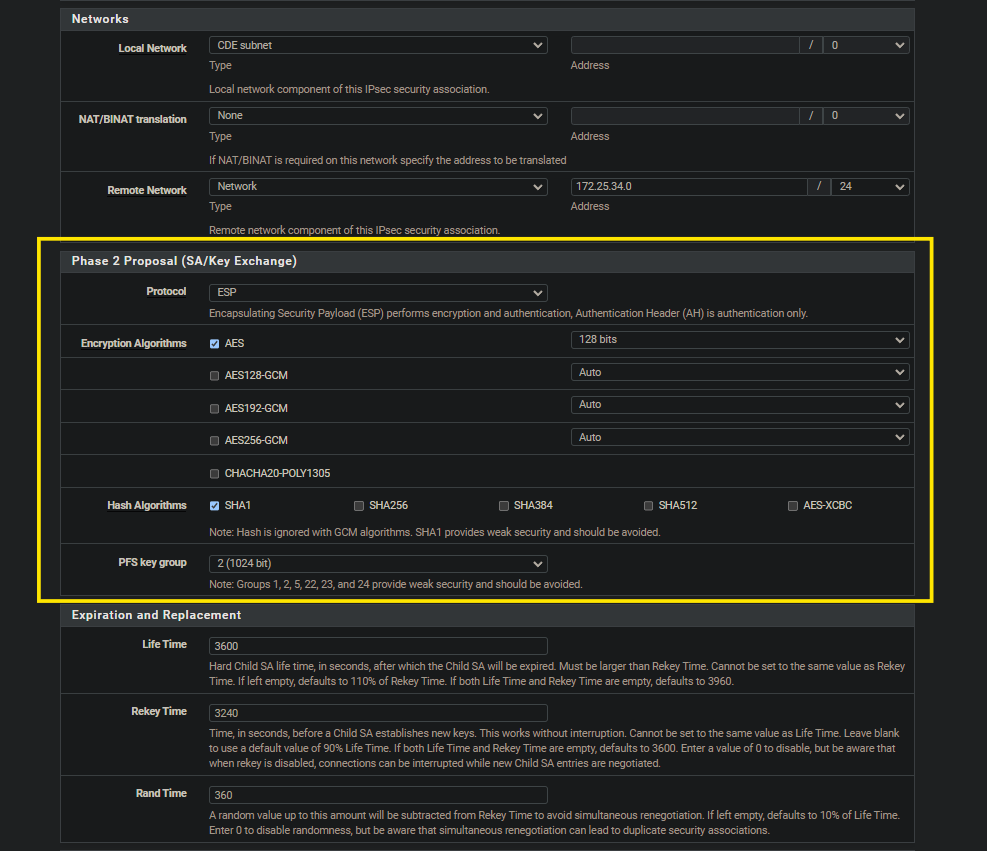 Networks
Local Network CDE subnet / 0
Type Address
Local network component of this IPsec security association.
NAT/BINAT translation None / 0
Type Address
If NAT/BINAT is required on this network specify the address to be translated
Remote Network Network 172.25.34.0 / 24
Type Address
Remote network component of this IPsec security association.
Phase 2 Proposal (SA/Key Exchange)
Protocol ESP
Encapsulating Security Payload (ESP) performs encryption and authentication, Authentication Header (AH) is authentication only.
Encryption Algorithms AES 128 bits
AES128-GCM Auto
AES192-GCM Auto
AES256-GCM Auto
CHACHA20-POLY1305
Hash Algorithms SHA1 SHA256 SHA384 SHA512 AES-XCBC
Note: Hash is ignored with GCM algorithms. SHA1 provides weak security and should be avoided.
PFS key group 2 (1024 bit)
Note: Groups 1, 2, 5, 22, 23, and 24 provide weak security and should be avoided.
Expiration and Replacement
Life Time 3600
Hard Child SA life time, in seconds, after which the Child SA will be expired. Must be larger than Rekey Time. Cannot be set to the same value as Rekey
Time. If left empty, defaults to 110% of Rekey Time. If both Life Time and Rekey Time are empty, defaults to 3960.
Rekey Time 3240
Time, in seconds, before a Child SA establishes new keys. This works without interruption. Cannot be set to the same value as Life Time. Leave blank
to use a default value of 90% Life Time. If both Life Time and Rekey Time are empty, defaults to 3600. Enter a value of 0 to disable, but be aware that
when rekey is disabled, connections can be interrupted while new Child SA entries are negotiated.
Rand Time 360
A random value up to this amount will be subtracted from Rekey Time to avoid simultaneous renegotiation. If left empty, defaults to 10% of Life Time.
Enter 0 to disable randomness, but be aware that simultaneous renegotiation can lead to duplicate security associations.